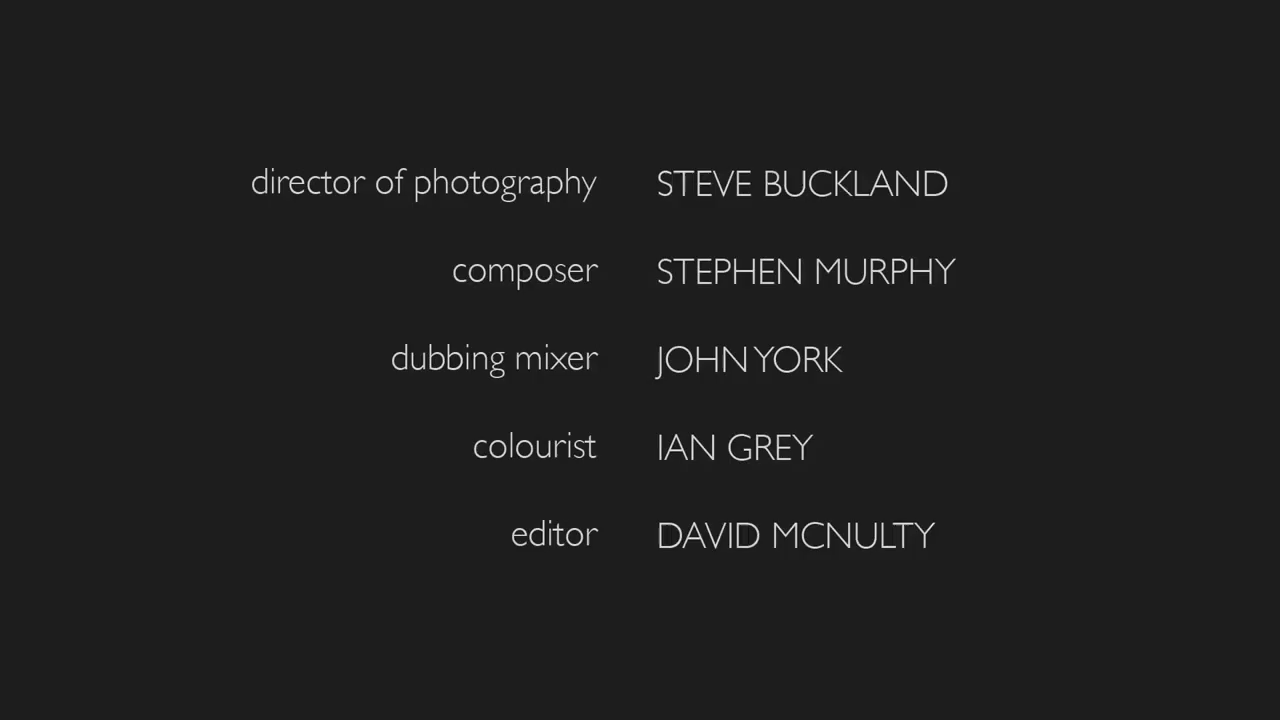 director of photography STEVE BUCKLAND
composer STEPHEN MURPHY
dubbing mixer JOHN YORK
colourist IAN GREY
editor DAVID MCNULTY